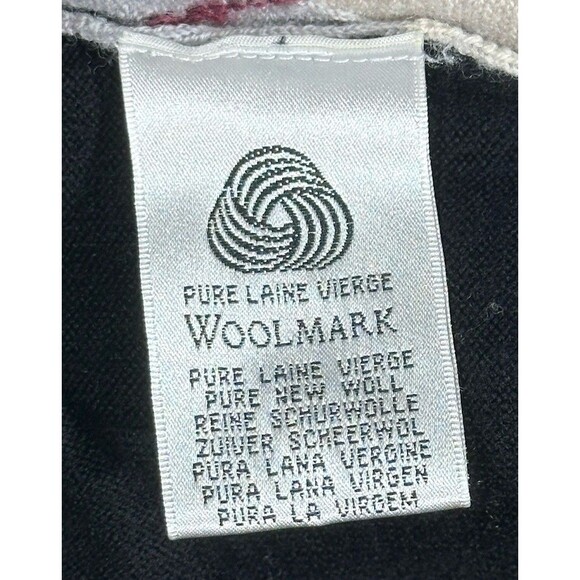 PURE LAINE VIERGE
WOOLMARK
PURE LAINE VIERGE
PURE NEW WOLL
REINE SCHURWOLLE
ZUIVER SCHEERWOL
PURA LANA VERGINE
PURA LANA VIRGEN
PURA LA VIRGEM